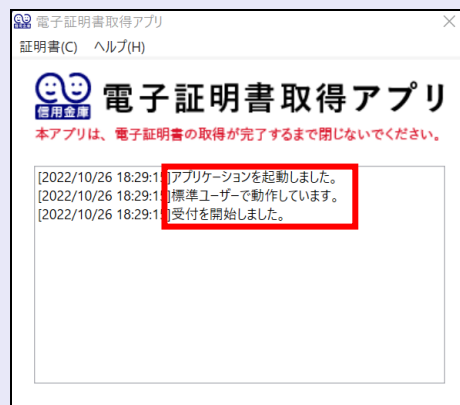 電子証明書取得アプリ
証明書(C) ヘルプ(H)
信用金庫
電子証明書取得アプリ
本アプリは、電子証明書の取得が完了するまで閉じないでください。
[2022/10/26 18:29:15]アプリケーションを起動しました。
[2022/10/26 18:29:15]標準ユーザーで動作しています。
[2022/10/26 18:29:15]受付を開始しました。